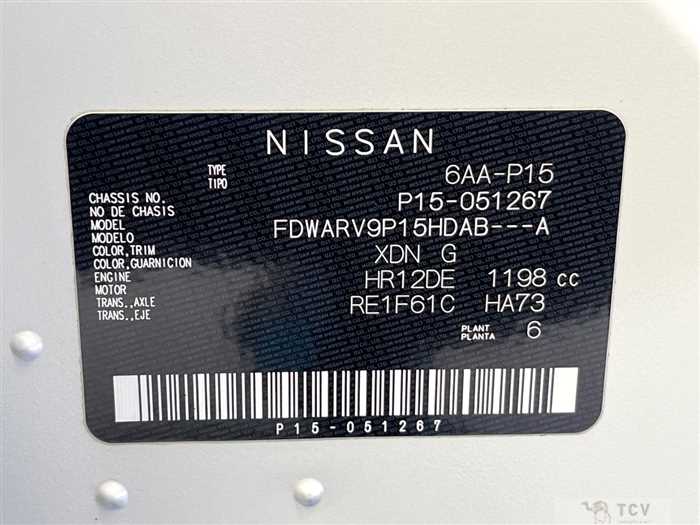 NISSAN
TYPE
TIPO
6AA-P15
CHASSIS NO.
NO DE CHASIS
P15-051267
MODEL
MODELO
FDWARV9P15HDAB---A
COLOR,TRIM
COLOR,GUARNICION
XDN G
ENGINE
MOTOR
HR12DE 1198 cc
TRANS.,AXLE
TRANS.,EJE
RE1F61C HA73
PLANT
PLANTA
6
P15-051267
TCV